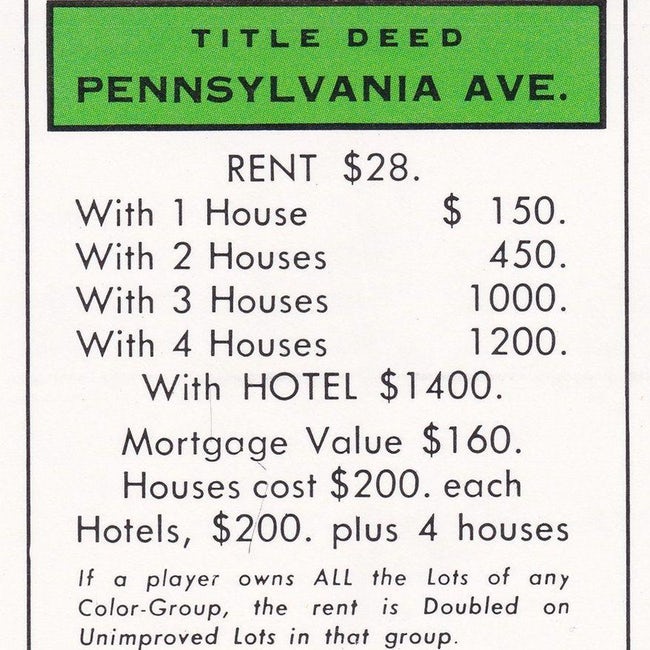 TITLE DEED
PENNSYLVANIA AVE.
RENT $28.
With 1 House $ 150.
With 2 Houses 450.
With 3 Houses 1000.
With 4 Houses 1200.
With HOTEL $1400.
Mortgage Value $160.
Houses cost $200. each
Hotels, $200. plus 4 houses
If a player owns ALL the Lots of any
Color-Group, the rent is Doubled on
Unimproved Lots in that group.